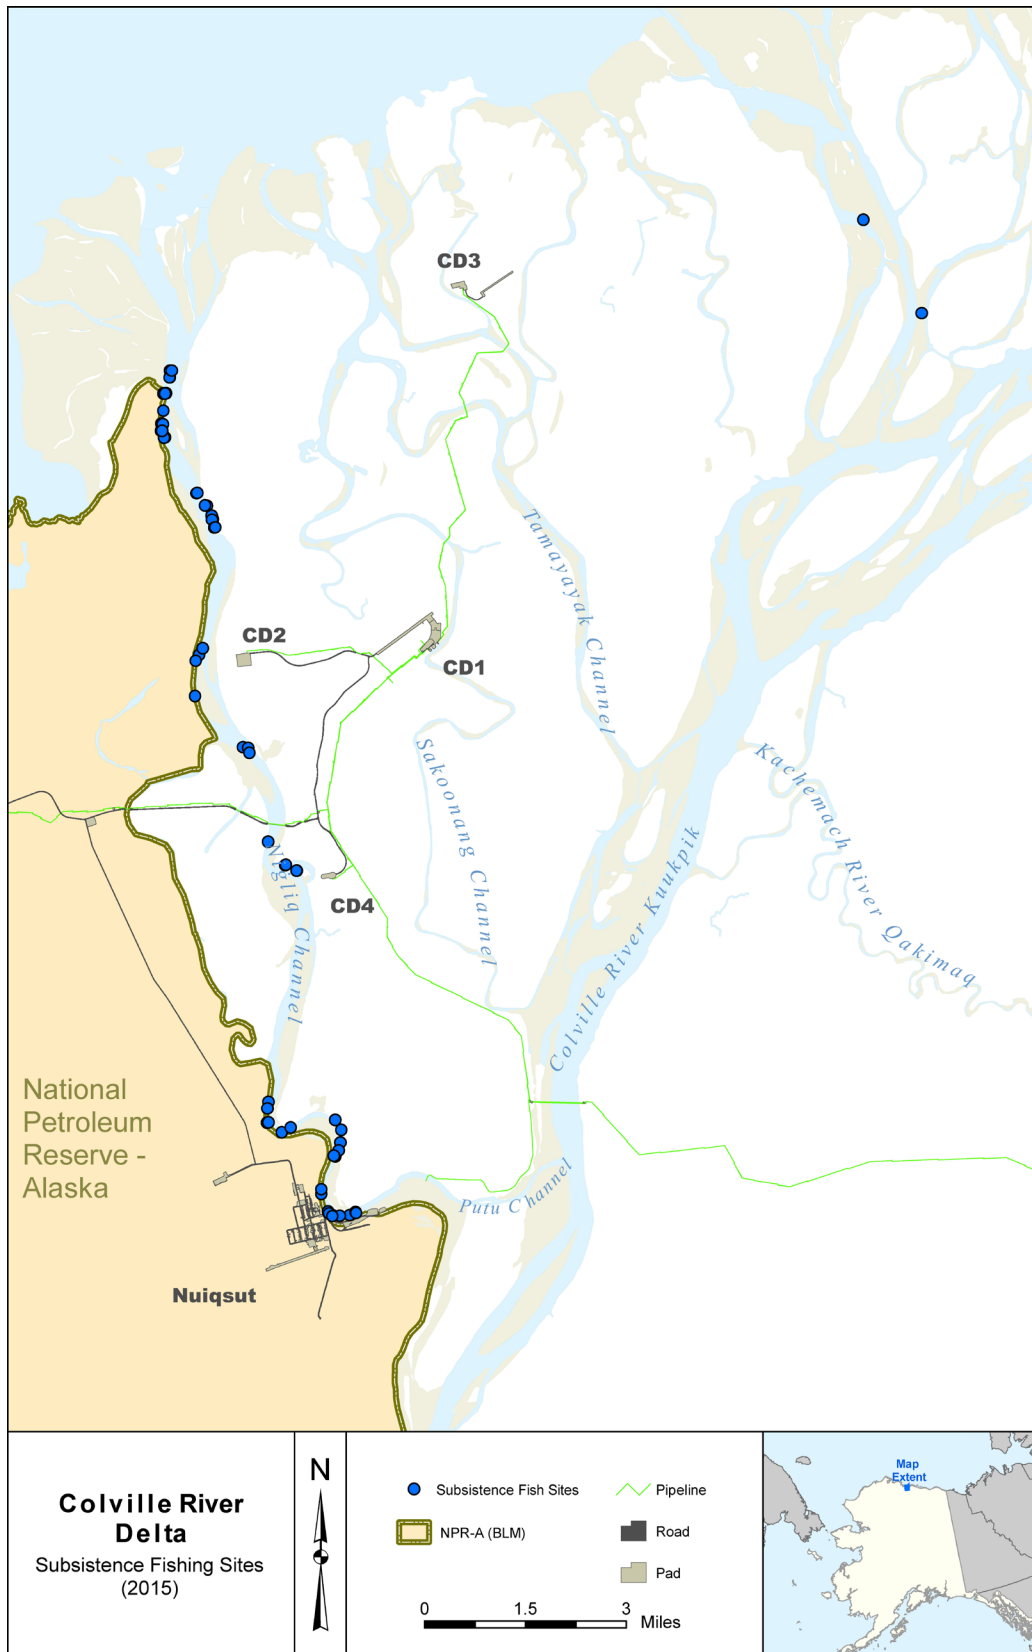 CD3
CD2
CD1
Tamayayak Channel
Sakoonang Channel
Kachemach River Qakimaq
Colville River Kuukpik
Nigliq Channel
CD4
National
Petroleum
Reserve -
Alaska
Putu Channel
Nuiqsut
Colville River
Delta
Subsistence Fishing Sites
(2015)
N
Subsistence Fish Sites
NPR-A (BLM)
Pipeline
Road
Pad
0 1.5 3
Miles
Map
Extent